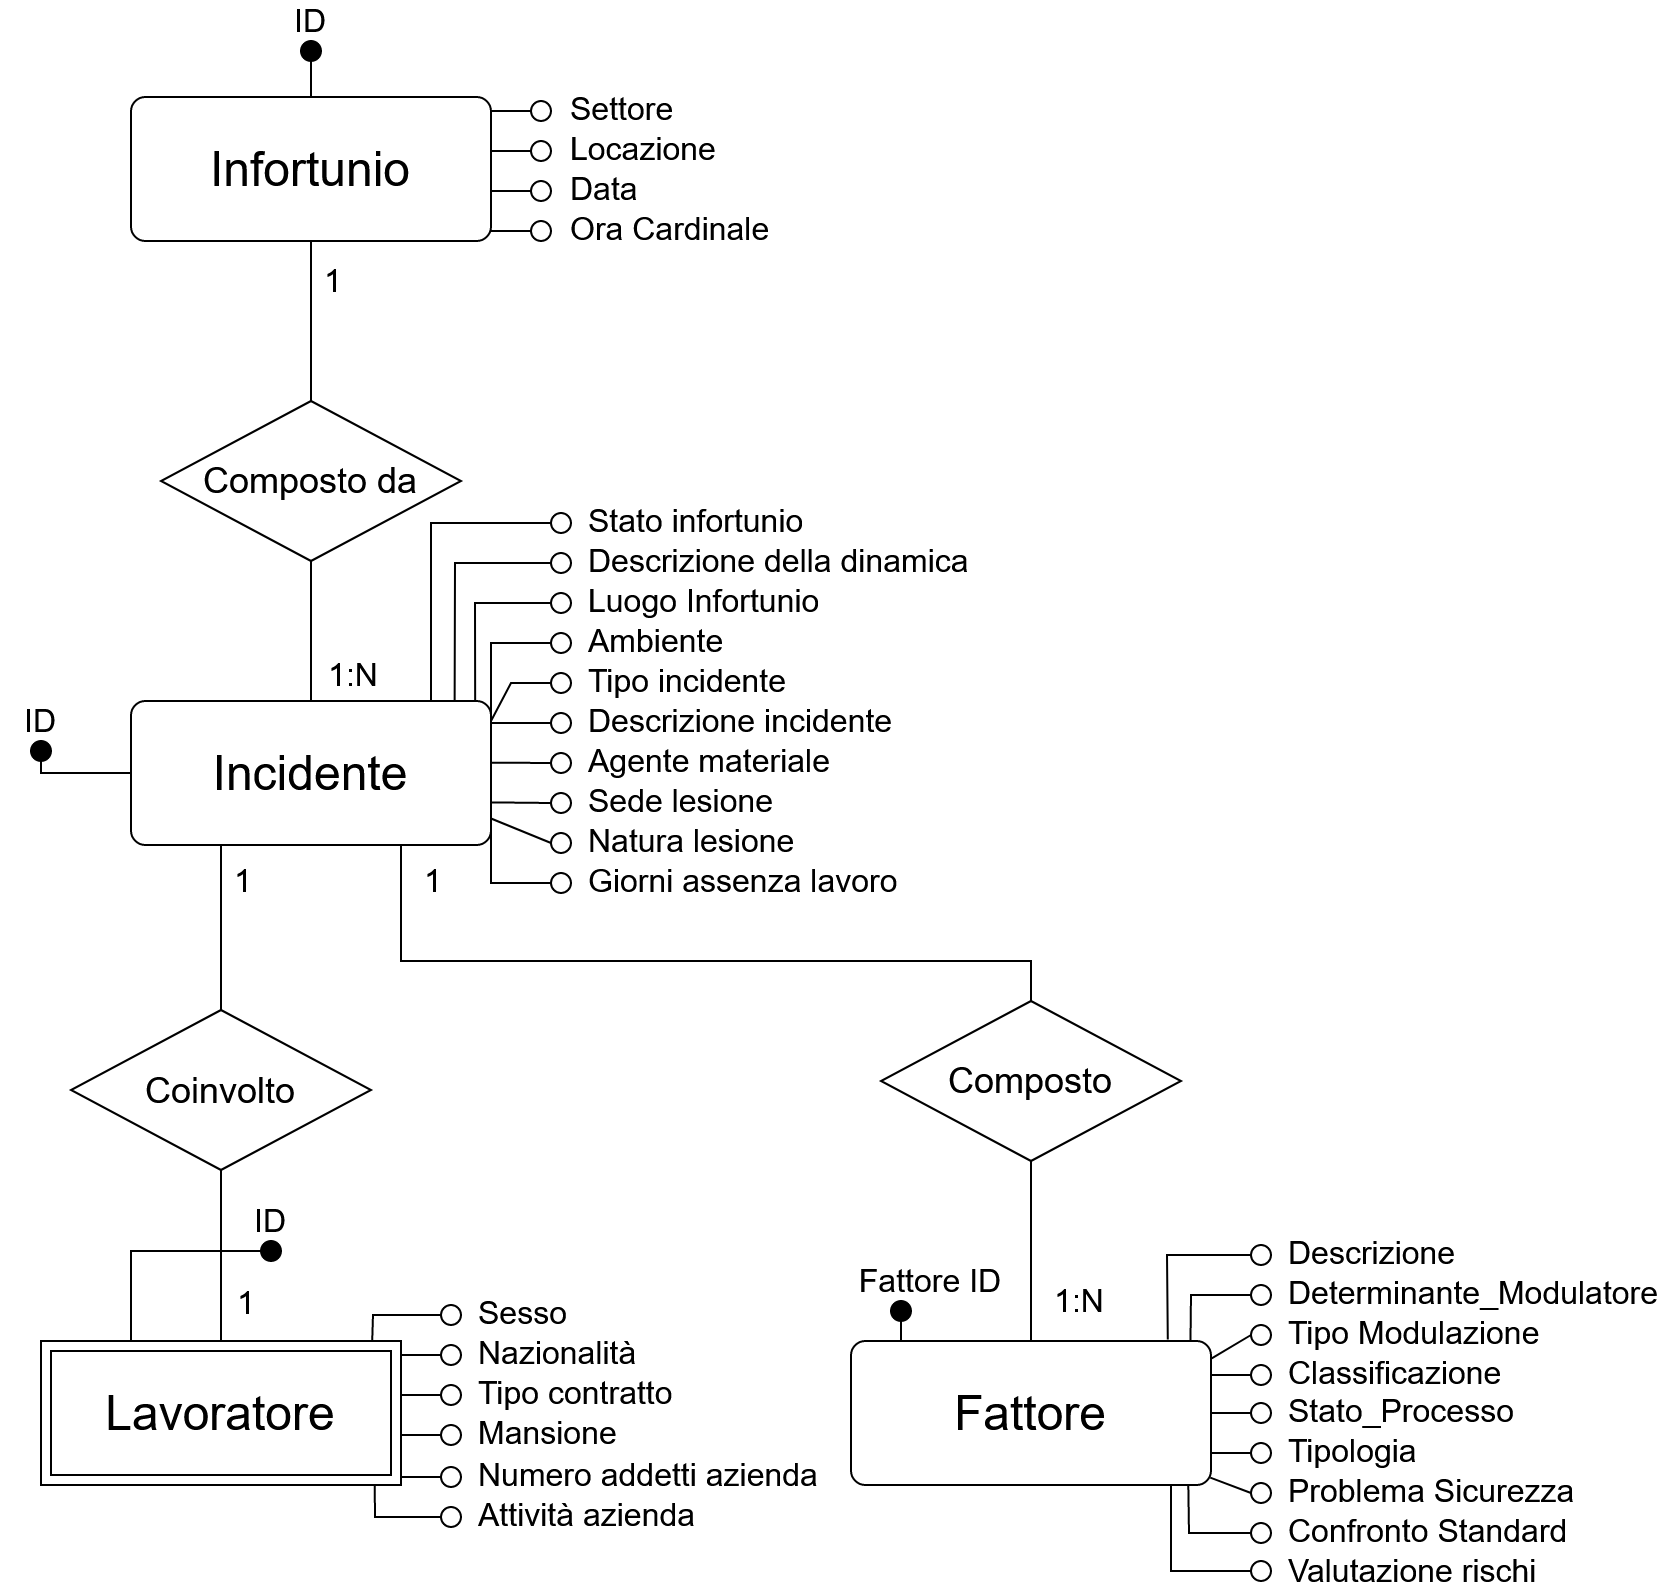 ID
Infortunio
Settore
Locazione
Data
Ora Cardinale
1
Composto da
1:N
Stato infortunio
Descrizione della dinamica
Luogo Infortunio
Ambiente
Tipo incidente
Descrizione incidente
Agente materiale
Sede lesione
Natura lesione
Giorni assenza lavoro
ID
Incidente
1
1
Coinvolto
Composto
ID
1
Lavoratore
Sesso
Nazionalità
Tipo contratto
Mansione
Numero addetti azienda
Attività azienda
Fattore ID
1:N
Fattore
Descrizione
Determinante_Modulatore
Tipo Modulazione
Classificazione
Stato_Processo
Tipologia
Problema Sicurezza
Confronto Standard
Valutazione rischi